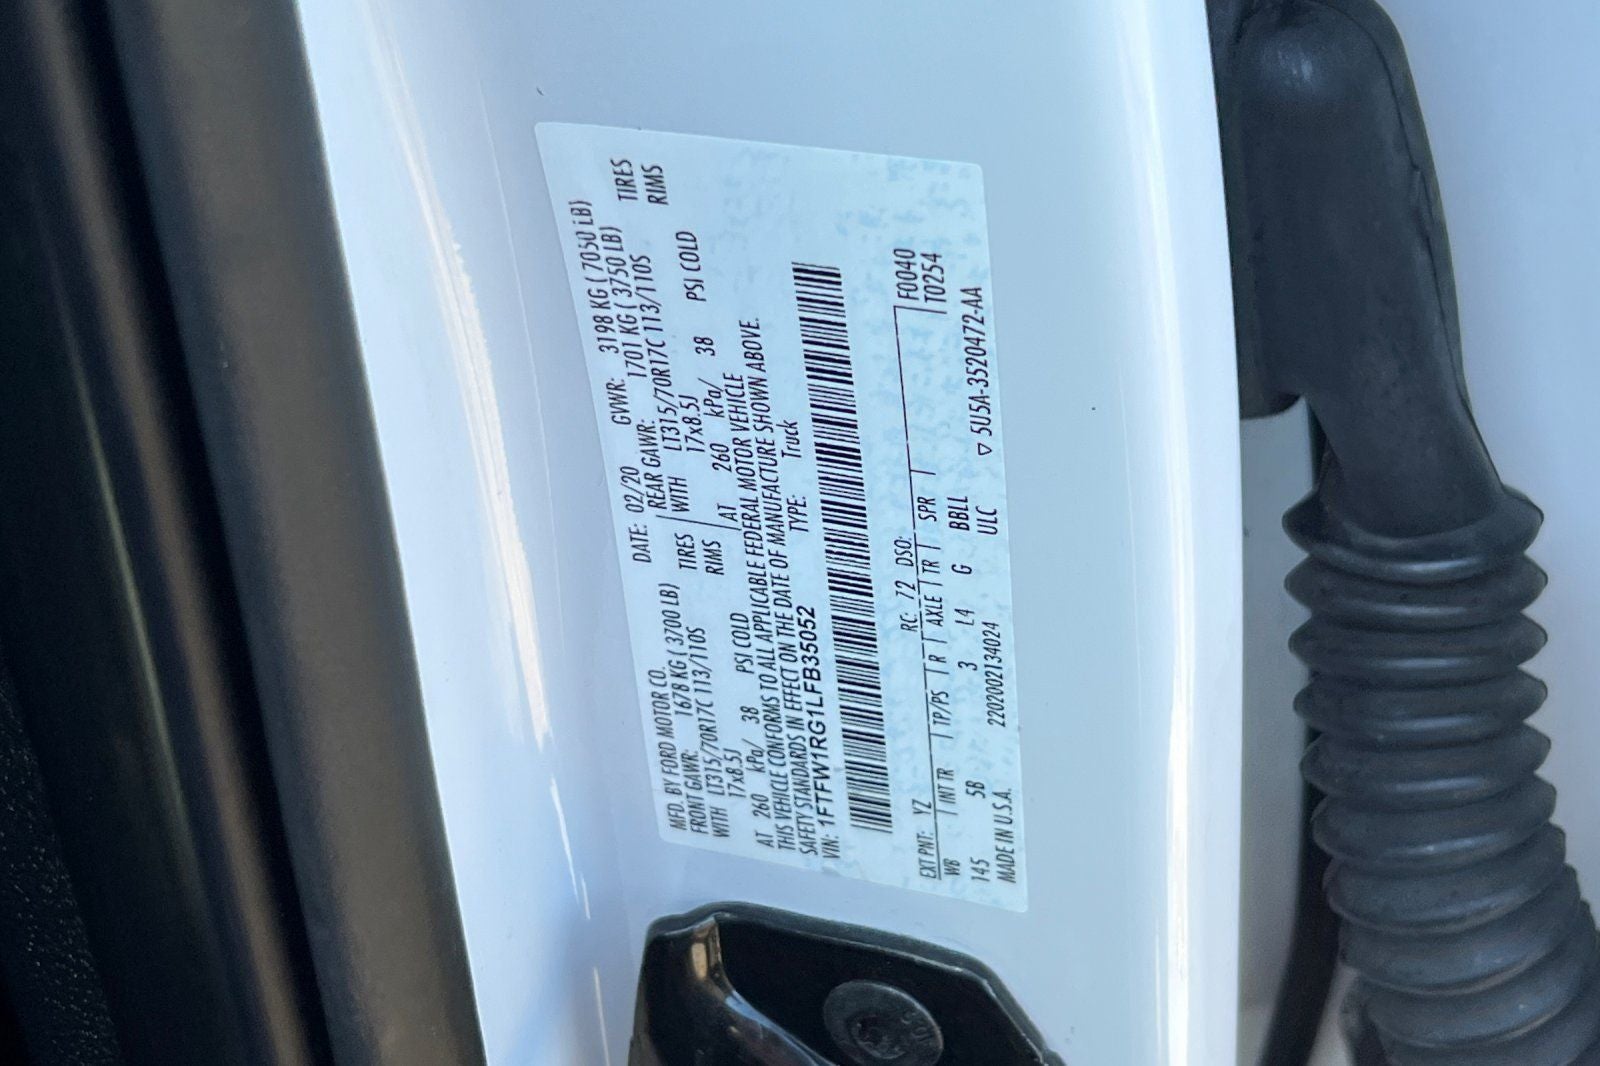 MFD. BY FORD MOTOR CO.
DATE: 02/20 GVWR: 3198 KG ( 7050 LB)
FRONT GAWR: 1678 KG ( 3700 LB)
REAR GAWR: 1701 KG ( 3750 LB)
WITH LT315/70R17C 113/110S TIRES
WITH LT315/70R17C 113/110S TIRES
17x8.5J RIMS
17x8.5J RIMS
AT 260 kPa/ 38 PSI COLD
AT 260 kPa/ 38 PSI COLD
THIS VEHICLE CONFORMS TO ALL APPLICABLE FEDERAL MOTOR VEHICLE
SAFETY STANDARDS IN EFFECT ON THE DATE OF MANUFACTURE SHOWN ABOVE.
VIN: 1FTFW1RG1LFB35052
TYPE: Truck
EXT PNT: YZ RC: 72 DSO: F0040
WB INT TR TP/PS R AXLE TR SPR T0254
145 5B 3 L4 G BBLL
MADE IN U.S.A. 2202002134024 ULC
▽ 5U5A-3520472-AA